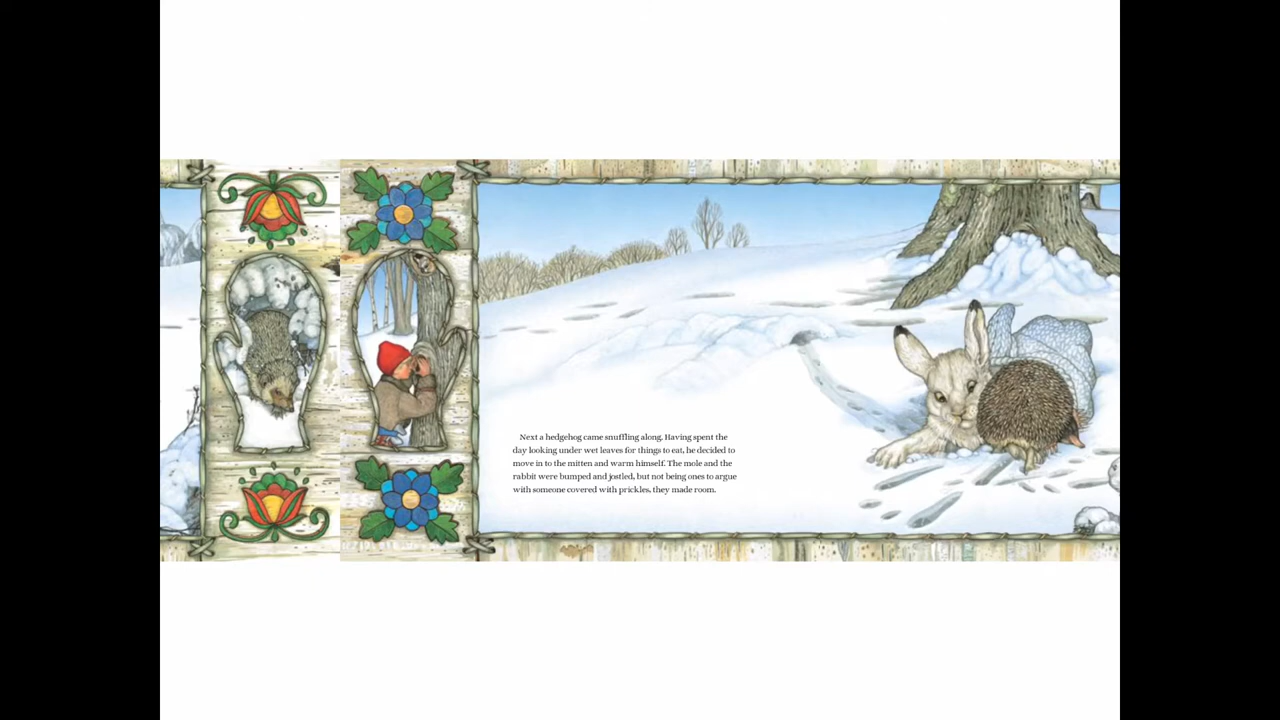 Next a hedgehog came snuffling along. Having spent the
day looking under wet leaves for things to eat, he decided to
move in to the mitten and warm himself. The mole and the
rabbit were bumped and jostled, but not being ones to argue
with someone covered with prickles, they made room.